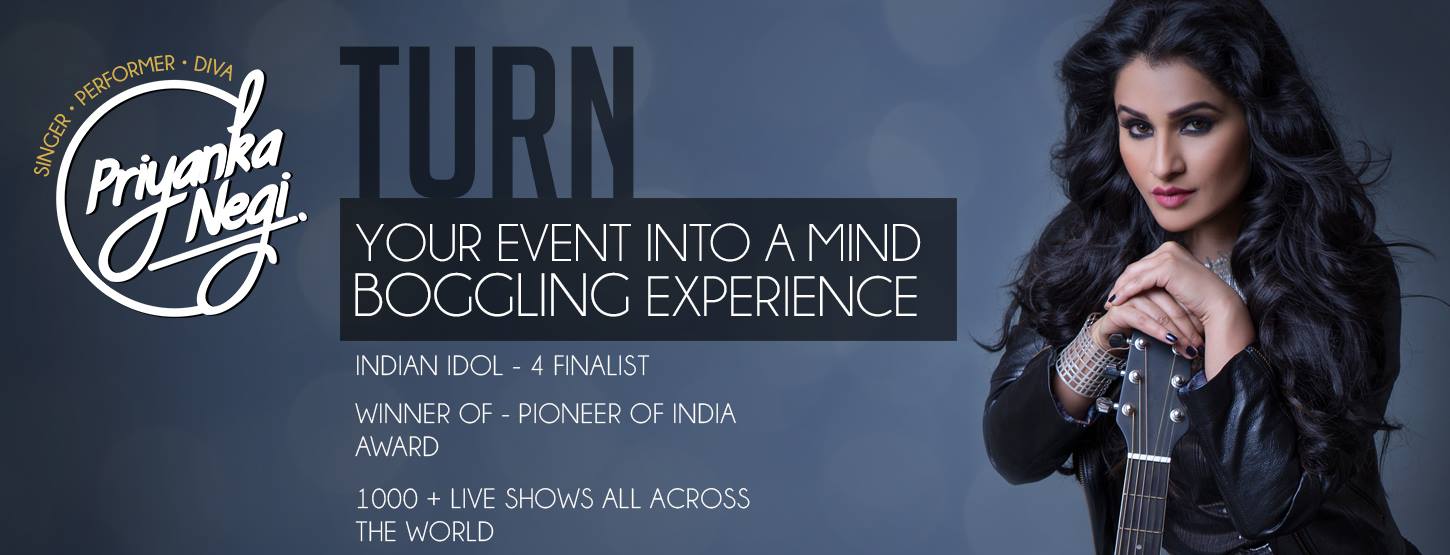 SINGER • PERFORMER • DIVA
Priyanka
Negi.
TURN
YOUR EVENT INTO A MIND
BOGGLING EXPERIENCE
INDIAN IDOL - 4 FINALIST
WINNER OF - PIONEER OF INDIA
AWARD
1000 + LIVE SHOWS ALL ACROSS
THE WORLD